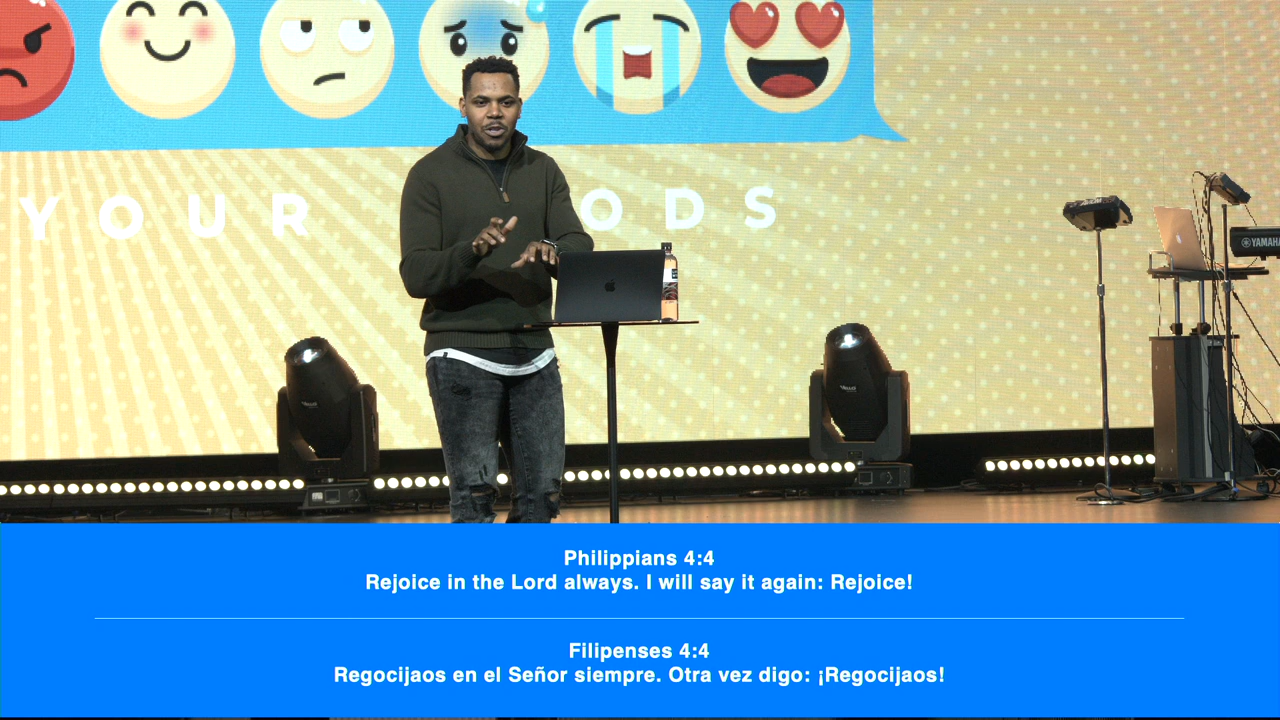 YOUR ODS
YAMAHA
Philippians 4:4
Rejoice in the Lord always. I will say it again: Rejoice!
Filipenses 4:4
Regocijaos en el Señor siempre. Otra vez digo: ¡Regocijaos!